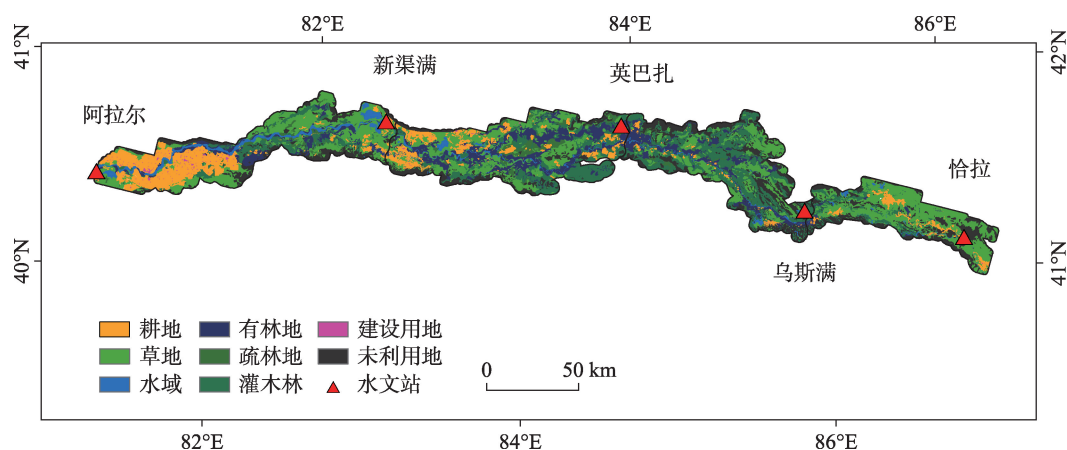 82°E 84°E 86°E
41°N
42°N
新渠满
英巴扎
阿拉尔
恰拉
乌斯满
40°N
41°N
耕地 有林地 建设用地
草地 疏林地 未利用地
水域 灌木林 水文站
0 50 km
82°E 84°E 86°E